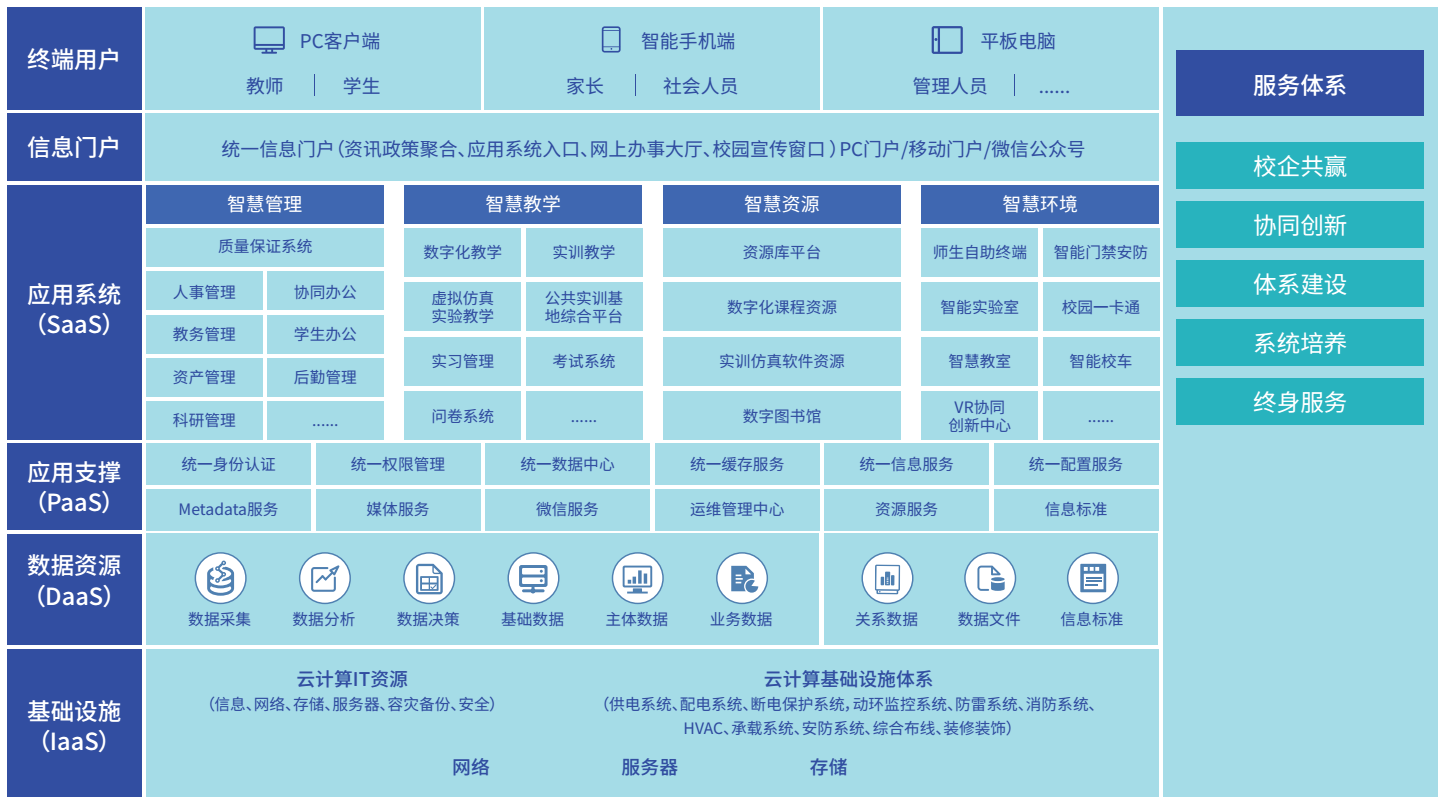 终端用户
PC客户端
教师 | 学生
智能手机端
家长 | 社会人员
平板电脑
管理人员 | ......
信息门户
统一信息门户（资讯政策聚合、应用系统入口、网上办事大厅、校园宣传窗口）PC门户/移动门户/微信公众号
应用系统
（SaaS）
智慧管理
质量保证系统
人事管理
协同办公
教务管理
学生办公
资产管理
后勤管理
科研管理
......
智慧教学
数字化教学
实训教学
虚拟仿真
实验教学
公共实训基
地综合平台
实习管理
考试系统
问卷系统
......
智慧资源
资源库平台
数字化课程资源
实训仿真软件资源
数字图书馆
智慧环境
师生自助终端
智能门禁安防
智能实验室
校园一卡通
智慧教室
智能校车
VR协同
创新中心
......
应用支撑
（PaaS）
统一身份认证
统一权限管理
统一数据中心
统一缓存服务
统一信息服务
统一配置服务
Metadata服务
媒体服务
微信服务
运维管理中心
资源服务
信息标准
数据资源
（DaaS）
数据采集
数据分析
数据决策
基础数据
主体数据
业务数据
关系数据
数据文件
信息标准
基础设施
（IaaS）
云计算IT资源
（信息、网络、存储、服务器、容灾备份、安全）
云计算基础设施体系
（供电系统、配电系统、断电保护系统，动环监控系统、防雷系统、消防系统、
HVAC、承载系统、安防系统、综合布线、装修装饰）
网络
服务器
存储
服务体系
校企共赢
协同创新
体系建设
系统培养
终身服务